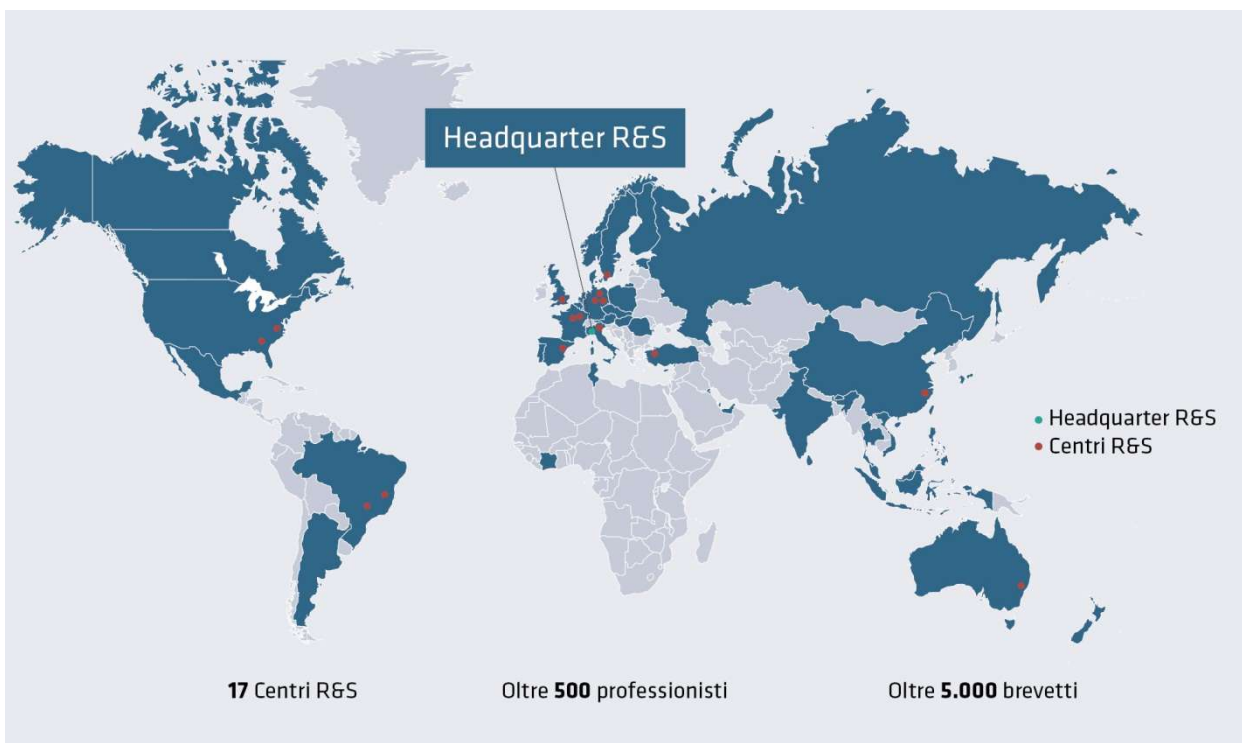 Headquarter R&S
Headquarter R&S
Centri R&S
17 Centri R&S
Oltre 500 professionisti
Oltre 5.000 brevetti